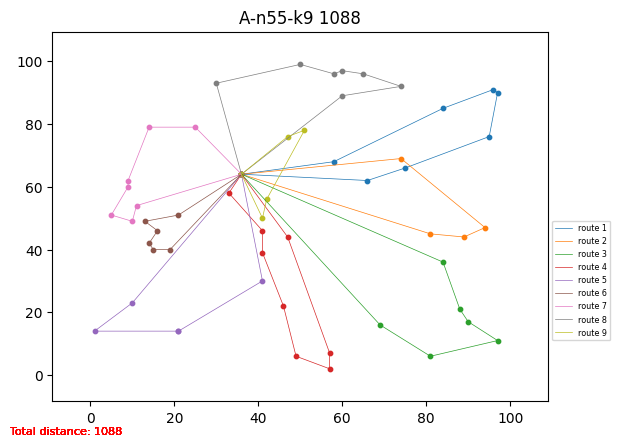 A-n55-k9 1088
100
80
60
40
20
0
0 20 40 60 80 100
route 1
route 2
route 3
route 4
route 5
route 6
route 7
route 8
route 9
Total distance: 1088